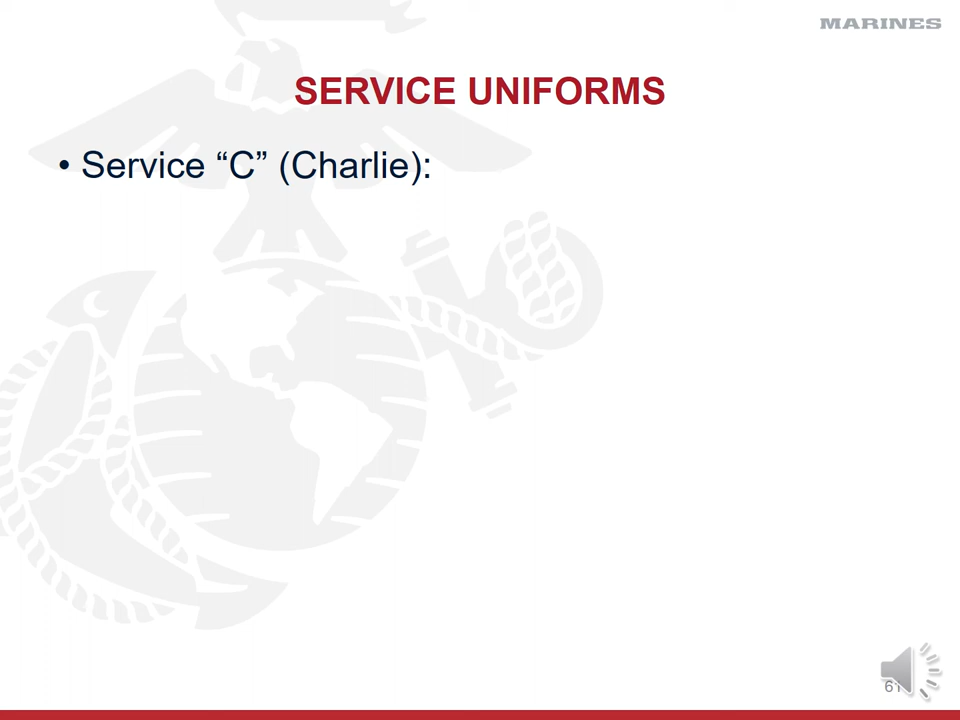 MARINES
SERVICE UNIFORMS
• Service “C” (Charlie):